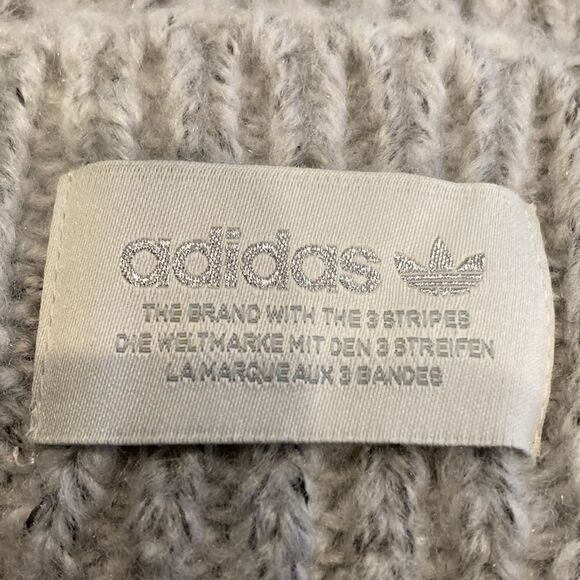 adidas
THE BRAND WITH THE 3 STRIPES
DIE WELTMARKE MIT DEN 3 STREIFEN
LA MARQUE AUX 3 BANDES